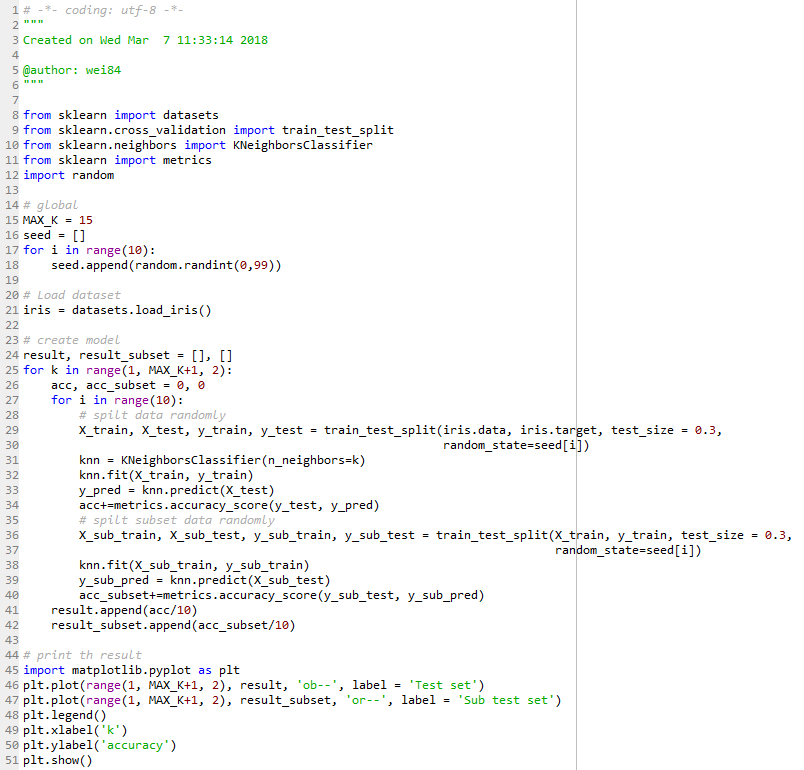 1 # -*- coding: utf-8 -*-
2 """
3 Created on Wed Mar  7 11:33:14 2018
4
5 @author: wei84
6 """
7
8 from sklearn import datasets
9 from sklearn.cross_validation import train_test_split
10 from sklearn.neighbors import KNeighborsClassifier
11 from sklearn import metrics
12 import random
13
14 # global
15 MAX_K = 15
16 seed = []
17 for i in range(10):
18     seed.append(random.randint(0,99))
19
20 # Load dataset
21 iris = datasets.load_iris()
22
23 # create model
24 result, result_subset = [], []
25 for k in range(1, MAX_K+1, 2):
26     acc, acc_subset = 0, 0
27     for i in range(10):
28         # spilt data randomly
29         X_train, X_test, y_train, y_test = train_test_split(iris.data, iris.target, test_size = 0.3,
30                                                             random_state=seed[i])
31         knn = KNeighborsClassifier(n_neighbors=k)
32         knn.fit(X_train, y_train)
33         y_pred = knn.predict(X_test)
34         acc+=metrics.accuracy_score(y_test, y_pred)
35         # spilt subset data randomly
36         X_sub_train, X_sub_test, y_sub_train, y_sub_test = train_test_split(X_train, y_train, test_size = 0.3,
37                                                                             random_state=seed[i])
38         knn.fit(X_sub_train, y_sub_train)
39         y_sub_pred = knn.predict(X_sub_test)
40         acc_subset+=metrics.accuracy_score(y_sub_test, y_sub_pred)
41     result.append(acc/10)
42     result_subset.append(acc_subset/10)
43
44 # print th result
45 import matplotlib.pyplot as plt
46 plt.plot(range(1, MAX_K+1, 2), result, 'ob--', label = 'Test set')
47 plt.plot(range(1, MAX_K+1, 2), result_subset, 'or--', label = 'Sub test set')
48 plt.legend()
49 plt.xlabel('k')
50 plt.ylabel('accuracy')
51 plt.show()